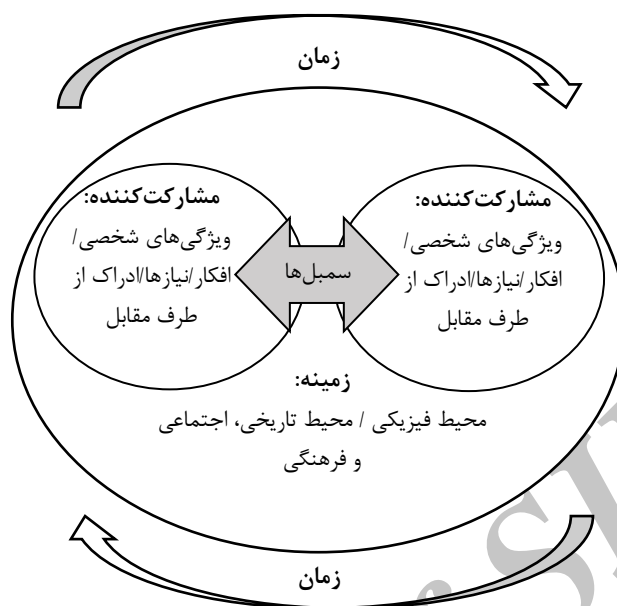 زمان
مشارکت‌کننده:
ویژگی‌های شخصی/
افکار/نیازها/ادراک از
طرف مقابل
سمبل‌ها
مشارکت‌کننده:
ویژگی‌های شخصی/
افکار/نیازها/ادراک از
طرف مقابل
زمینه:
محیط فیزیکی / محیط تاریخی، اجتماعی
و فرهنگی
زمان